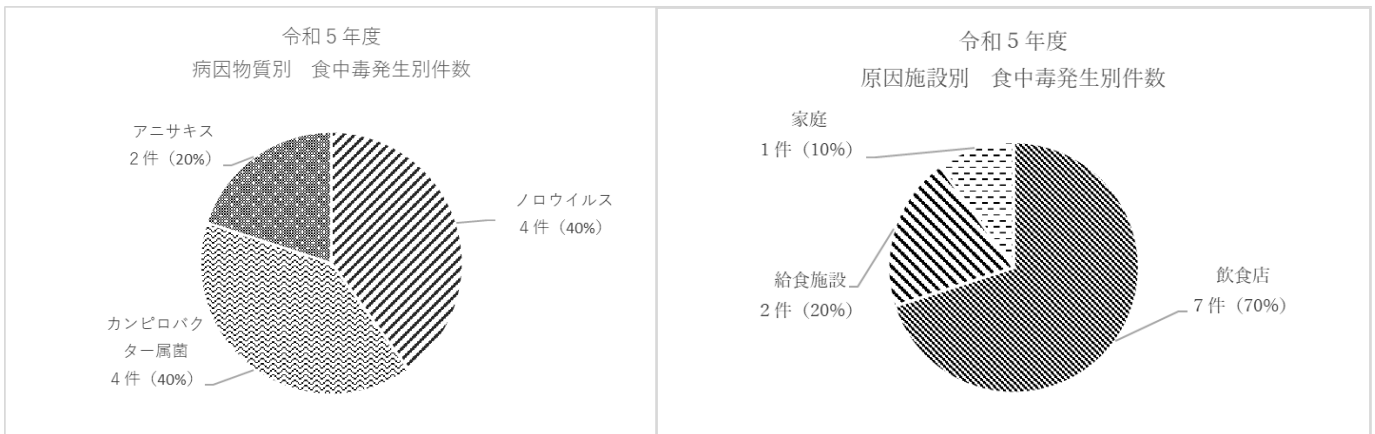 令和５年度
病因物質別　食中毒発生別件数
アニサキス
２件（20%）
ノロウイルス
４件（40%）
カンピロバク
ター属菌
４件（40%）
令和５年度
原因施設別　食中毒発生別件数
家庭
１件（10%）
給食施設
２件（20%）
飲食店
７件（70%）